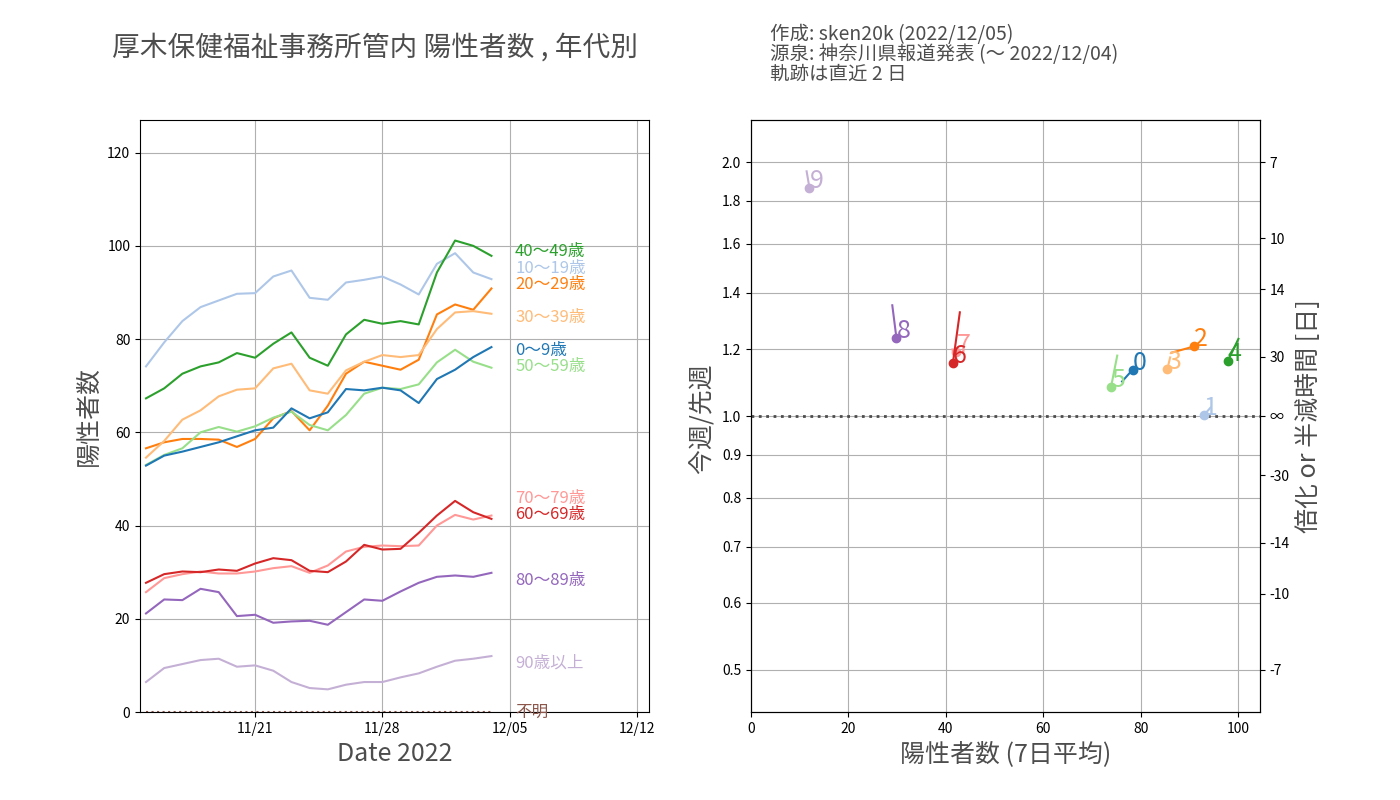 厚木保健福祉事務所管内 陽性者数 , 年代別
作成: sken20k (2022/12/05)
源泉: 神奈川県報道発表 (〜 2022/12/04)
軌跡は直近 2 日
陽性者数
120
100
80
60
40
20
0
11/21
11/28
12/05
12/12
Date 2022
40〜49歳
10〜19歳
20〜29歳
30〜39歳
0〜9歳
50〜59歳
70〜79歳
60〜69歳
80〜89歳
90歳以上
不明
今週/先週
2.0
1.8
1.6
1.4
1.2
1.0
0.9
0.8
0.7
0.6
0.5
9
8
7
6
5
0
3
2
1
4
0
20
40
60
80
100
陽性者数 (7日平均)
7
10
14
30
∞
-30
-14
-10
-7
倍化 or 半減時間 [日]